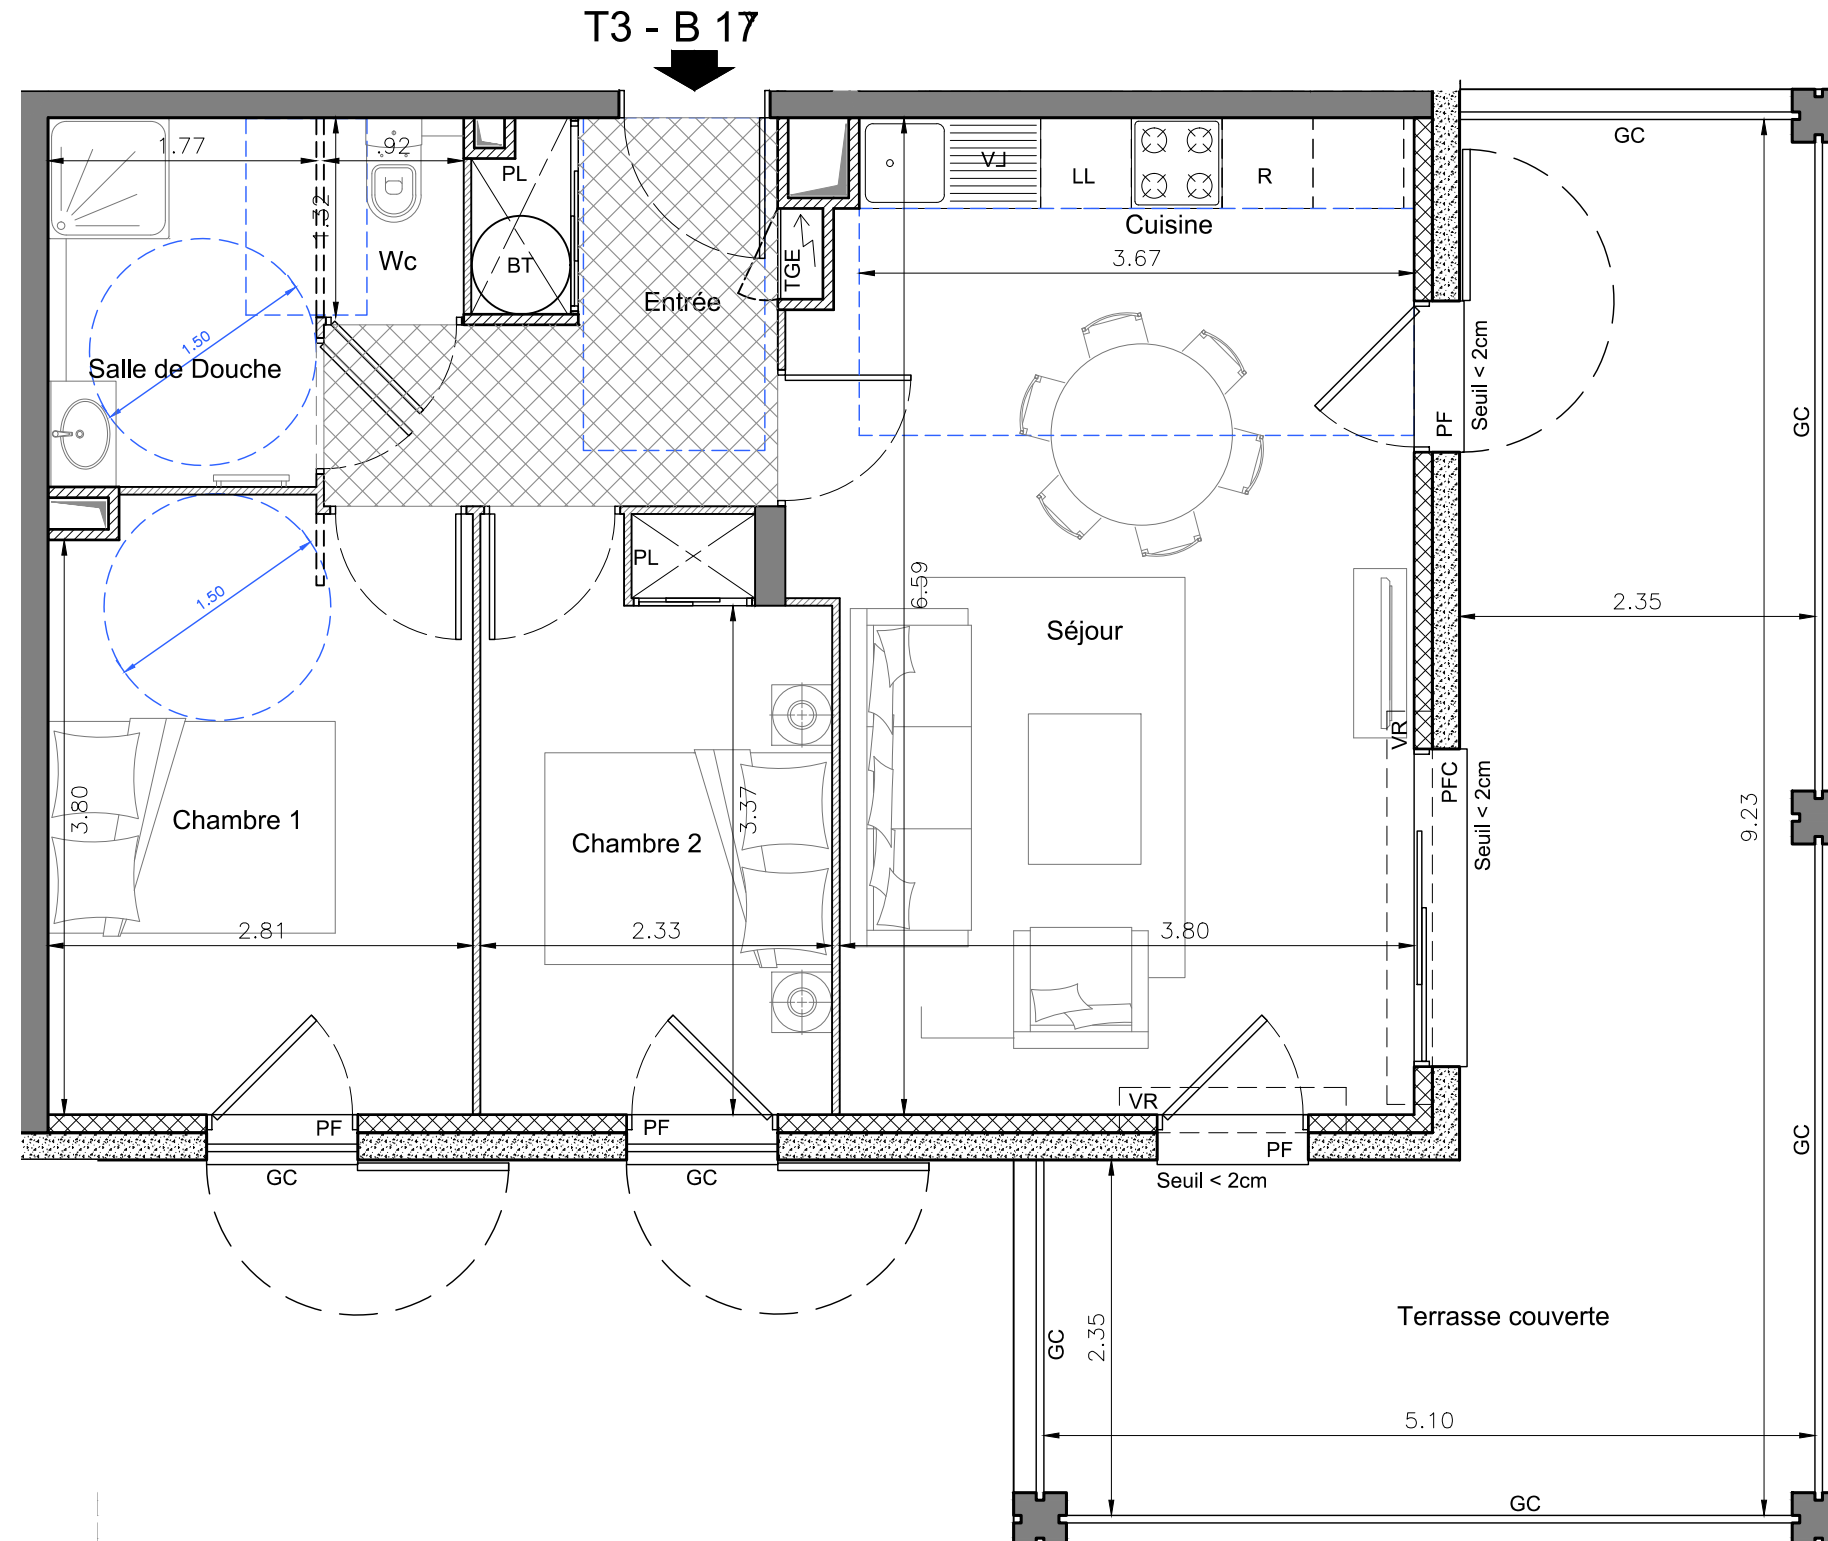 T3 - B 17
GC
1.77
.92
PL
LV
LL
R
Cuisine
3.67
1.32
Wc
BT
TGE
Entrée
1.50
Salle de Douche
Seuil < 2cm
PF
GC
PL
1.50
6.59
Séjour
2.35
VR
PFC
Seuil < 2cm
9.23
3.80
Chambre 1
3.37
Chambre 2
2.81
2.33
3.80
VR
PF
PF
PF
GC
GC
Seuil < 2cm
GC
Terrasse couverte
GC
2.35
5.10
GC